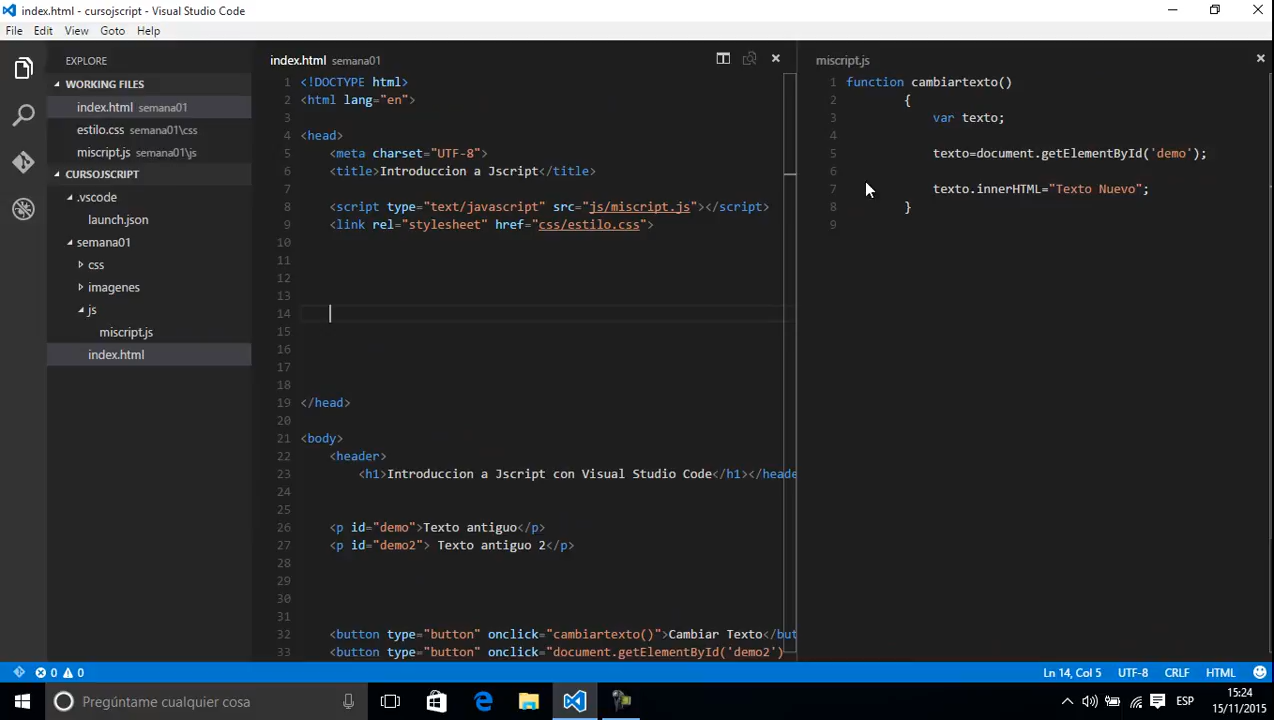 index.html - cursojscript - Visual Studio Code
File Edit View Goto Help
EXPLORE
WORKING FILES
index.html semana01
estilo.css semana01\css
miscript.js semana01\js
CURSOJSCRIPT
.vscode
launch.json
semana01
css
imagenes
js
miscript.js
index.html
index.html semana01
1 <!DOCTYPE html>
2 <html lang="en">
3
4 <head>
5 <meta charset="UTF-8">
6 <title>Introduccion a Jscript</title>
7
8 <script type="text/javascript" src="js/miscript.js"></script>
9 <link rel="stylesheet" href="css/estilo.css">
10
11
12
13
14
15
16
17
18
19 </head>
20
21 <body>
22 <header>
23 <h1>Introduccion a Jscript con Visual Studio Code</h1></heade
24
25
26 <p id="demo">Texto antiguo</p>
27 <p id="demo2"> Texto antiguo 2</p>
28
29
30
31
32 <button type="button" onclick="cambiartexto()">Cambiar Texto</but
33 <button type="button" onclick="document.getElementById('demo2')
miscript.js
1 function cambiartexto()
2 {
3 var texto;
4
5 texto=document.getElementById('demo');
6
7 texto.innerHTML="Texto Nuevo";
8 }
9
0 0
Ln 14, Col 5 UTF-8 CRLF HTML
Pregúntame cualquier cosa
ESP
15:24
15/11/2015